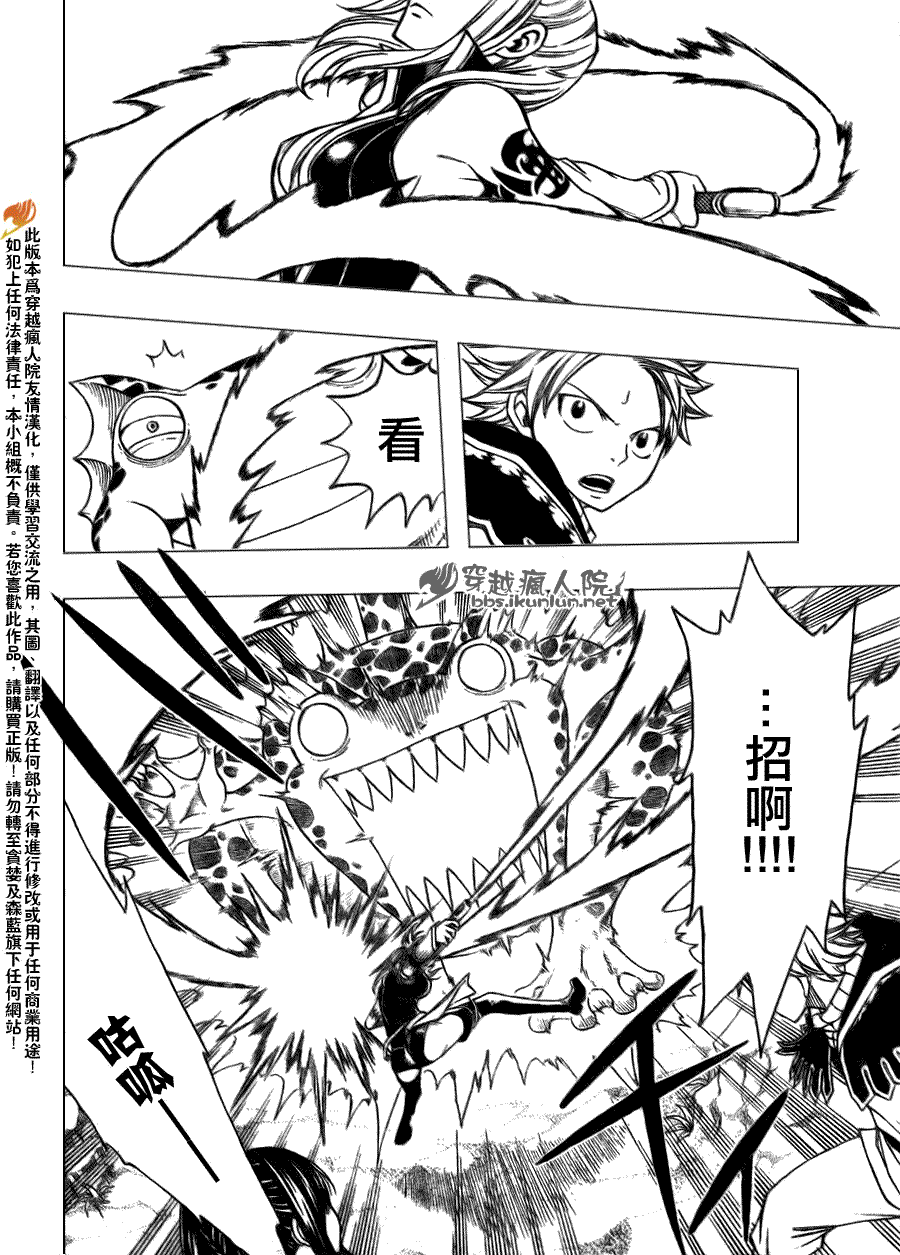 此版本爲穿越瘋人院友情漢化，僅供學習交流之用，其圖、翻譯以及任何部分不得進行修改或用于任何商業用途！
如犯上任何法律責任，本小組概不負責。若您喜歡此作品，請購買正版！請勿轉至貪婪及森藍旗下任何網站！
看
穿越瘋人院
bbs.ikunlun.net
…招啊!!!!
咕呱——